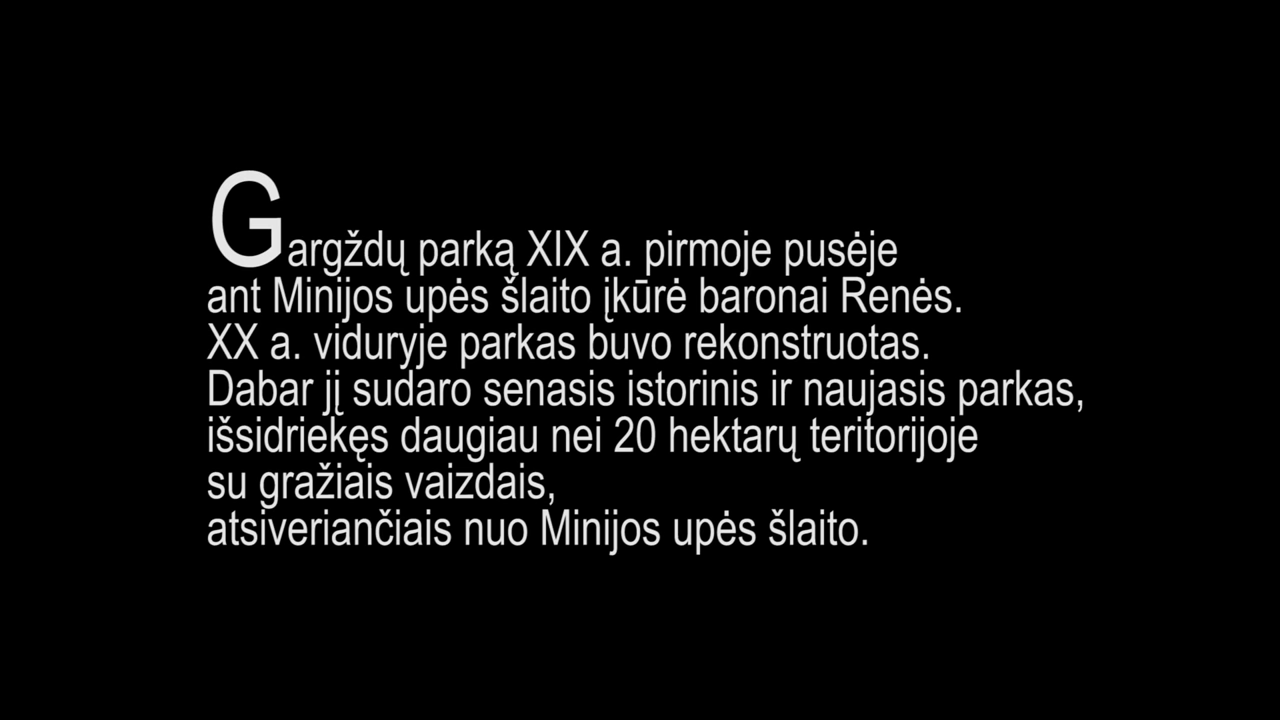 Gargždų parką XIX a. pirmoje pusėje
ant Minijos upės šlaito įkūrė baronai Renės.
XX a. viduryje parkas buvo rekonstruotas.
Dabar jį sudaro senasis istorinis ir naujasis parkas,
išsidriekęs daugiau nei 20 hektarų teritorijoje
su gražiais vaizdais,
atsiveriančiais nuo Minijos upės šlaito.